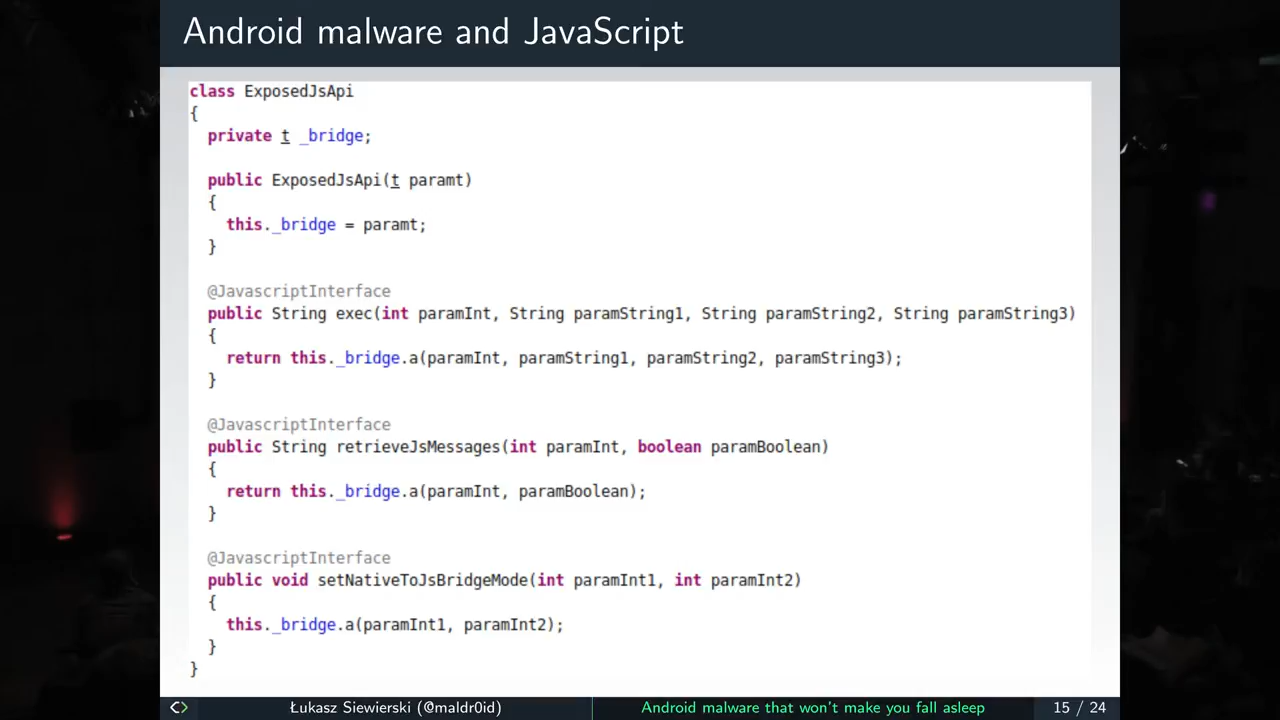 Android malware and JavaScript
class ExposedJsApi
{
private t _bridge;
public ExposedJsApi(t paramt)
{
this._bridge = paramt;
}
@JavascriptInterface
public String exec(int paramInt, String paramString1, String paramString2, String paramString3)
{
return this._bridge.a(paramInt, paramString1, paramString2, paramString3);
}
@JavascriptInterface
public String retrieveJsMessages(int paramInt, boolean paramBoolean)
{
return this._bridge.a(paramInt, paramBoolean);
}
@JavascriptInterface
public void setNativeToJsBridgeMode(int paramInt1, int paramInt2)
{
this._bridge.a(paramInt1, paramInt2);
}
}
Łukasz Siewierski (@maldr0id) Android malware that won't make you fall asleep 15 / 24